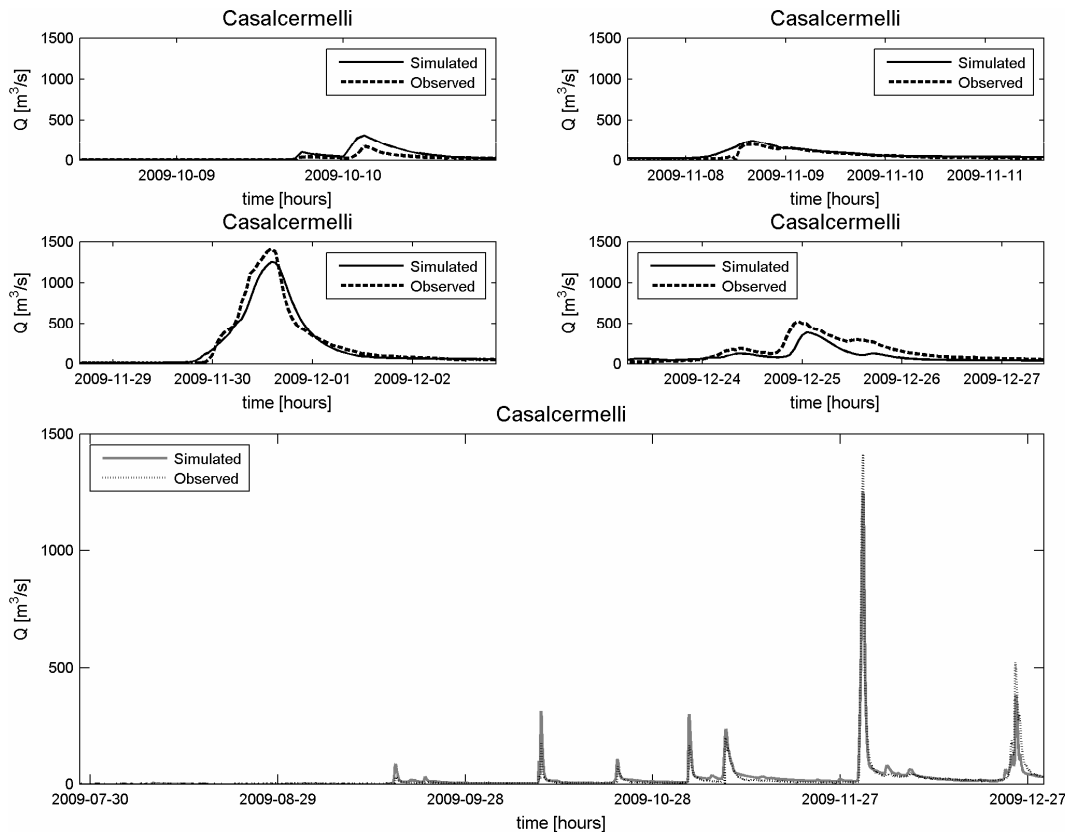 Casalcermelli
1500
1000
500
0
Q [m³/s]
Simulated
Observed
2009-10-09
2009-10-10
time [hours]
Casalcermelli
1500
1000
500
0
Q [m³/s]
Simulated
Observed
2009-11-08
2009-11-09
2009-11-10
2009-11-11
time [hours]
Casalcermelli
1500
1000
500
0
Q [m³/s]
Simulated
Observed
2009-11-29
2009-11-30
2009-12-01
2009-12-02
time [hours]
Casalcermelli
1500
1000
500
0
Q [m³/s]
Simulated
Observed
2009-12-24
2009-12-25
2009-12-26
2009-12-27
time [hours]
Casalcermelli
1500
1000
500
0
Q [m³/s]
Simulated
Observed
2009-07-30
2009-08-29
2009-09-28
2009-10-28
2009-11-27
2009-12-27
time [hours]